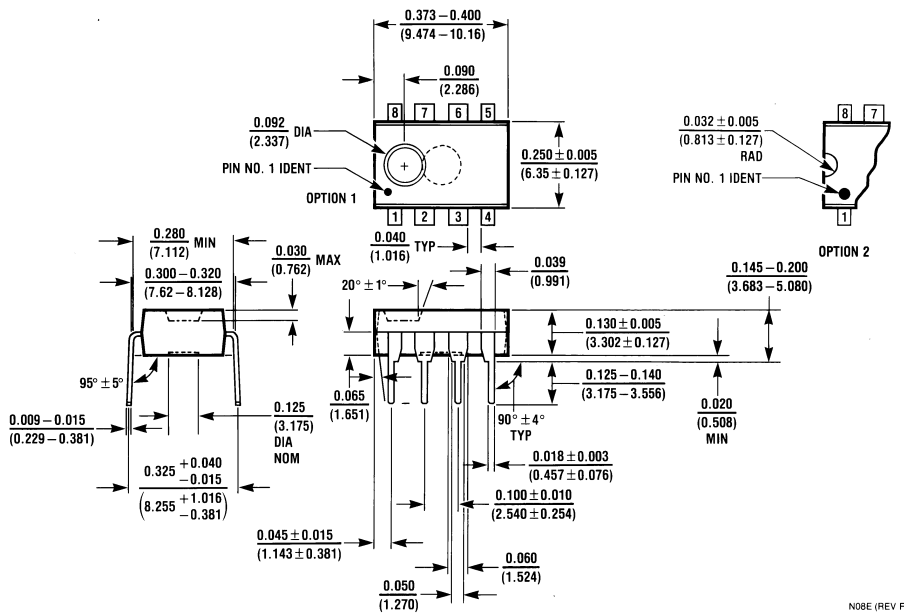 0.373 – 0.400
(9.474 – 10.16)
0.090
(2.286)
8 7 6 5
0.092 DIA
(2.337)
PIN NO. 1 IDENT
OPTION 1
0.250 ± 0.005
(6.35 ± 0.127)
1 2 3 4
8 7
0.032 ± 0.005
(0.813 ± 0.127)
RAD
PIN NO. 1 IDENT
1
OPTION 2
0.280 MIN
(7.112)
0.300 – 0.320
(7.62 – 8.128)
0.030 MAX
(0.762)
0.040 TYP
(1.016)
20° ± 1°
0.039
(0.991)
0.145 – 0.200
(3.683 – 5.080)
0.130 ± 0.005
(3.302 ± 0.127)
95° ± 5°
0.009 – 0.015
(0.229 – 0.381)
0.125
(3.175)
DIA
NOM
0.065
(1.651)
90° ± 4°
TYP
0.125 – 0.140
(3.175 – 3.556)
0.020
(0.508)
MIN
0.325 +0.040
−0.015
(8.255 +1.016
−0.381)
0.018 ± 0.003
(0.457 ± 0.076)
0.100 ± 0.010
(2.540 ± 0.254)
0.045 ± 0.015
(1.143 ± 0.381)
0.060
(1.524)
0.050
(1.270)
N08E (REV F